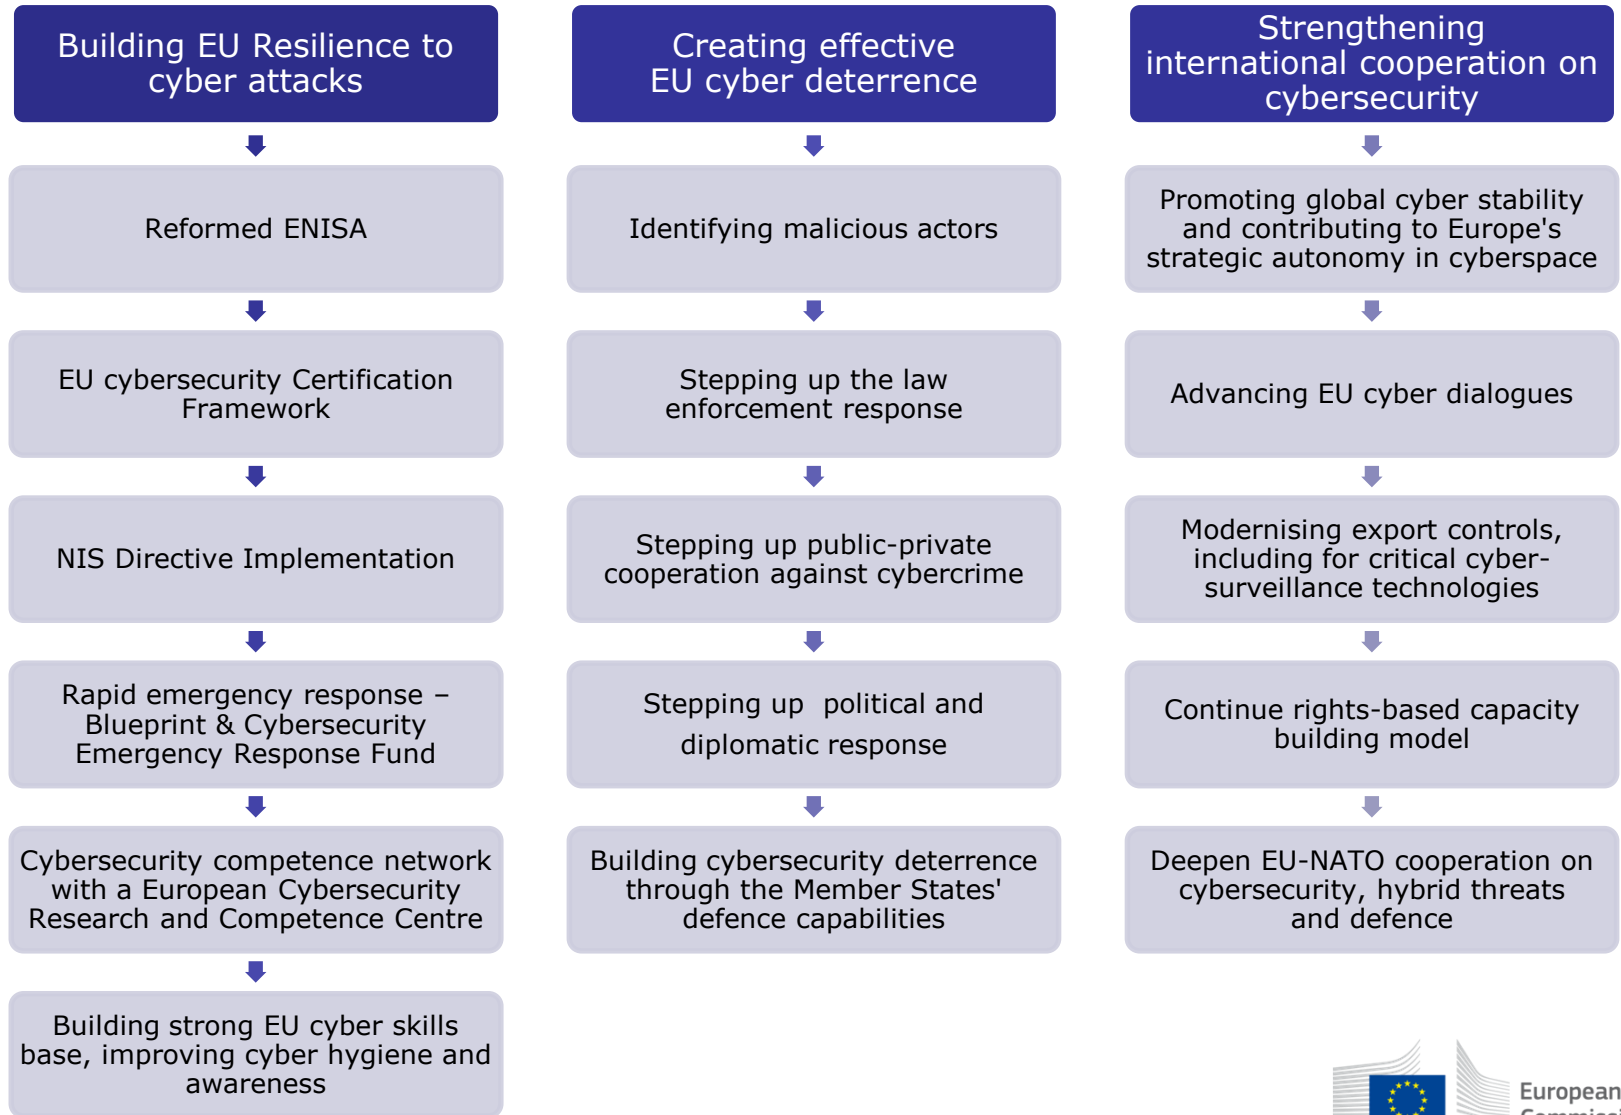 Building EU Resilience to
cyber attacks
Reformed ENISA
EU cybersecurity Certification
Framework
NIS Directive Implementation
Rapid emergency response –
Blueprint & Cybersecurity
Emergency Response Fund
Cybersecurity competence network
with a European Cybersecurity
Research and Competence Centre
Building strong EU cyber skills
base, improving cyber hygiene and
awareness
Creating effective
EU cyber deterrence
Identifying malicious actors
Stepping up the law
enforcement response
Stepping up public-private
cooperation against cybercrime
Stepping up political and
diplomatic response
Building cybersecurity deterrence
through the Member States'
defence capabilities
Strengthening
international cooperation on
cybersecurity
Promoting global cyber stability
and contributing to Europe's
strategic autonomy in cyberspace
Advancing EU cyber dialogues
Modernising export controls,
including for critical cyber-
surveillance technologies
Continue rights-based capacity
building model
Deepen EU-NATO cooperation on
cybersecurity, hybrid threats
and defence
European